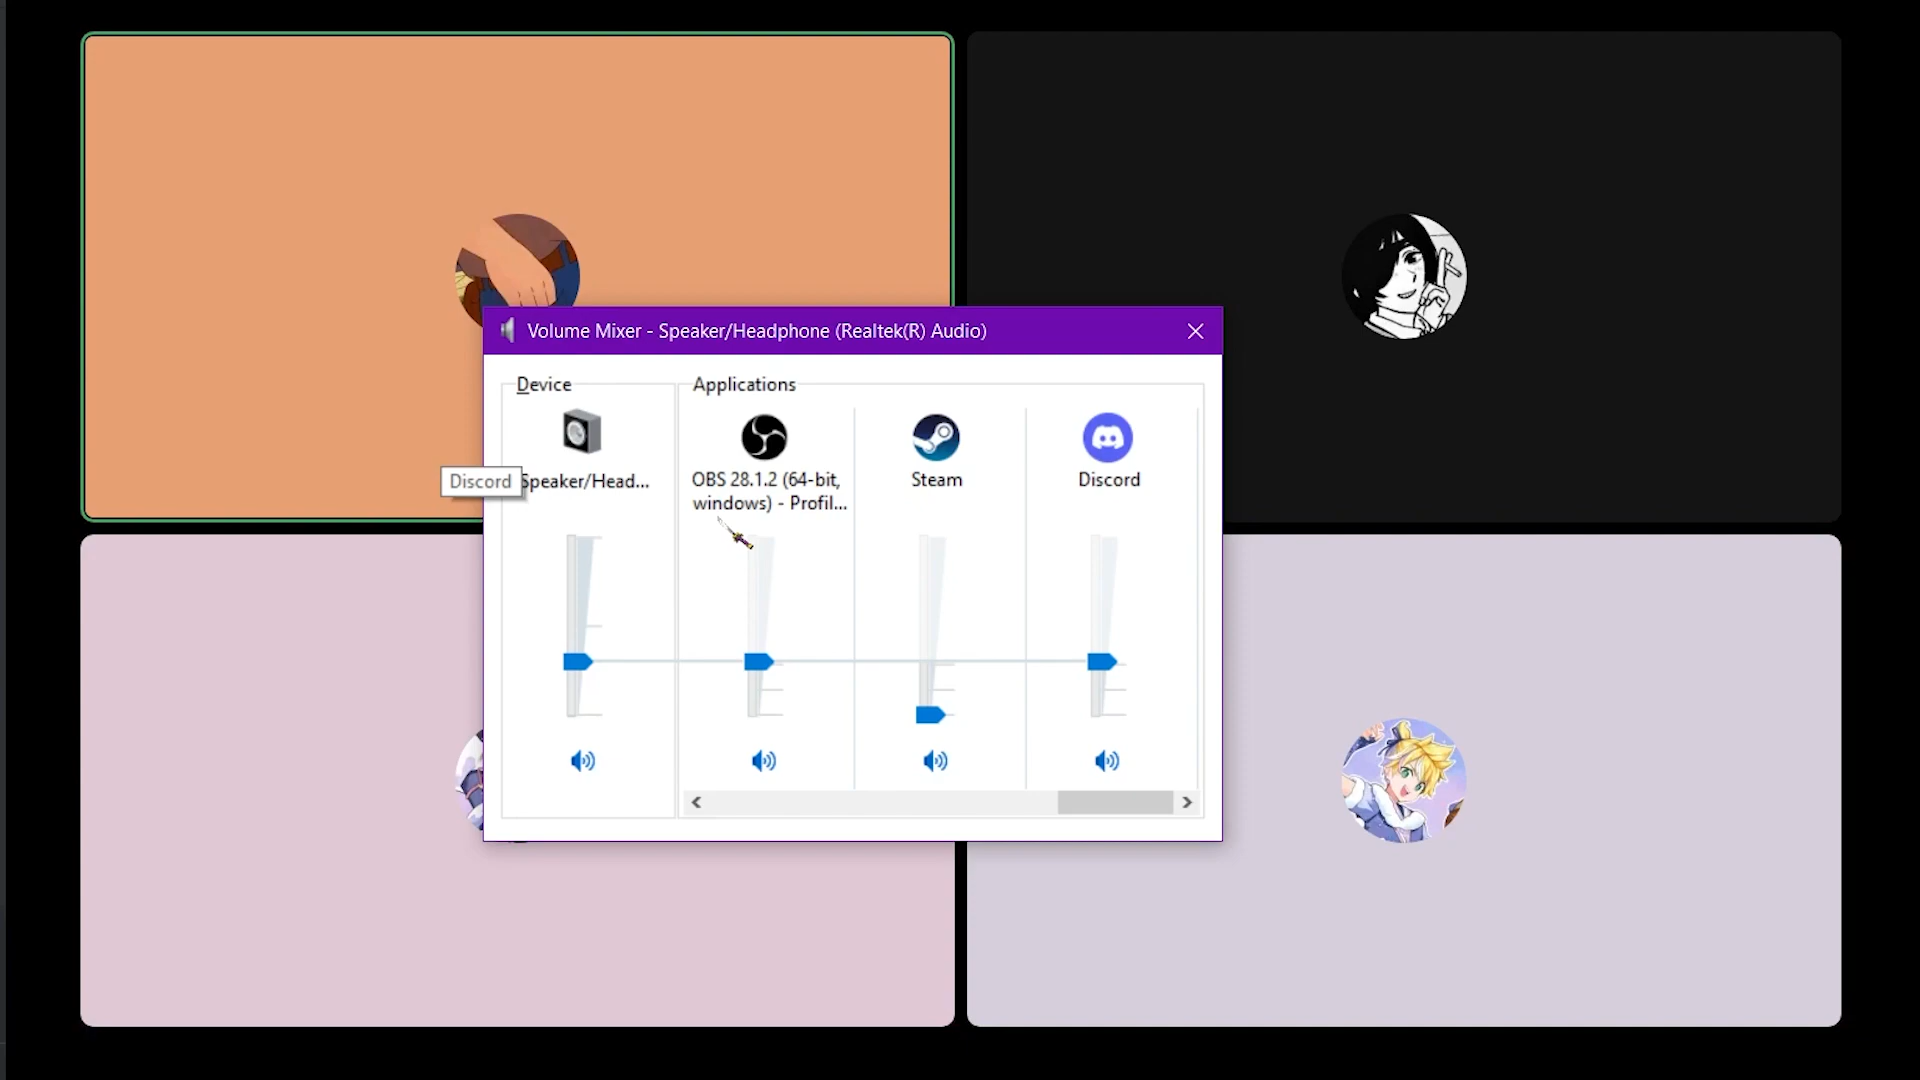 Volume Mixer - Speaker/Headphone (Realtek(R) Audio)
Device
Applications
Discord
Speaker/Head...
OBS 28.1.2 (64-bit,
windows) - Profil...
Steam
Discord